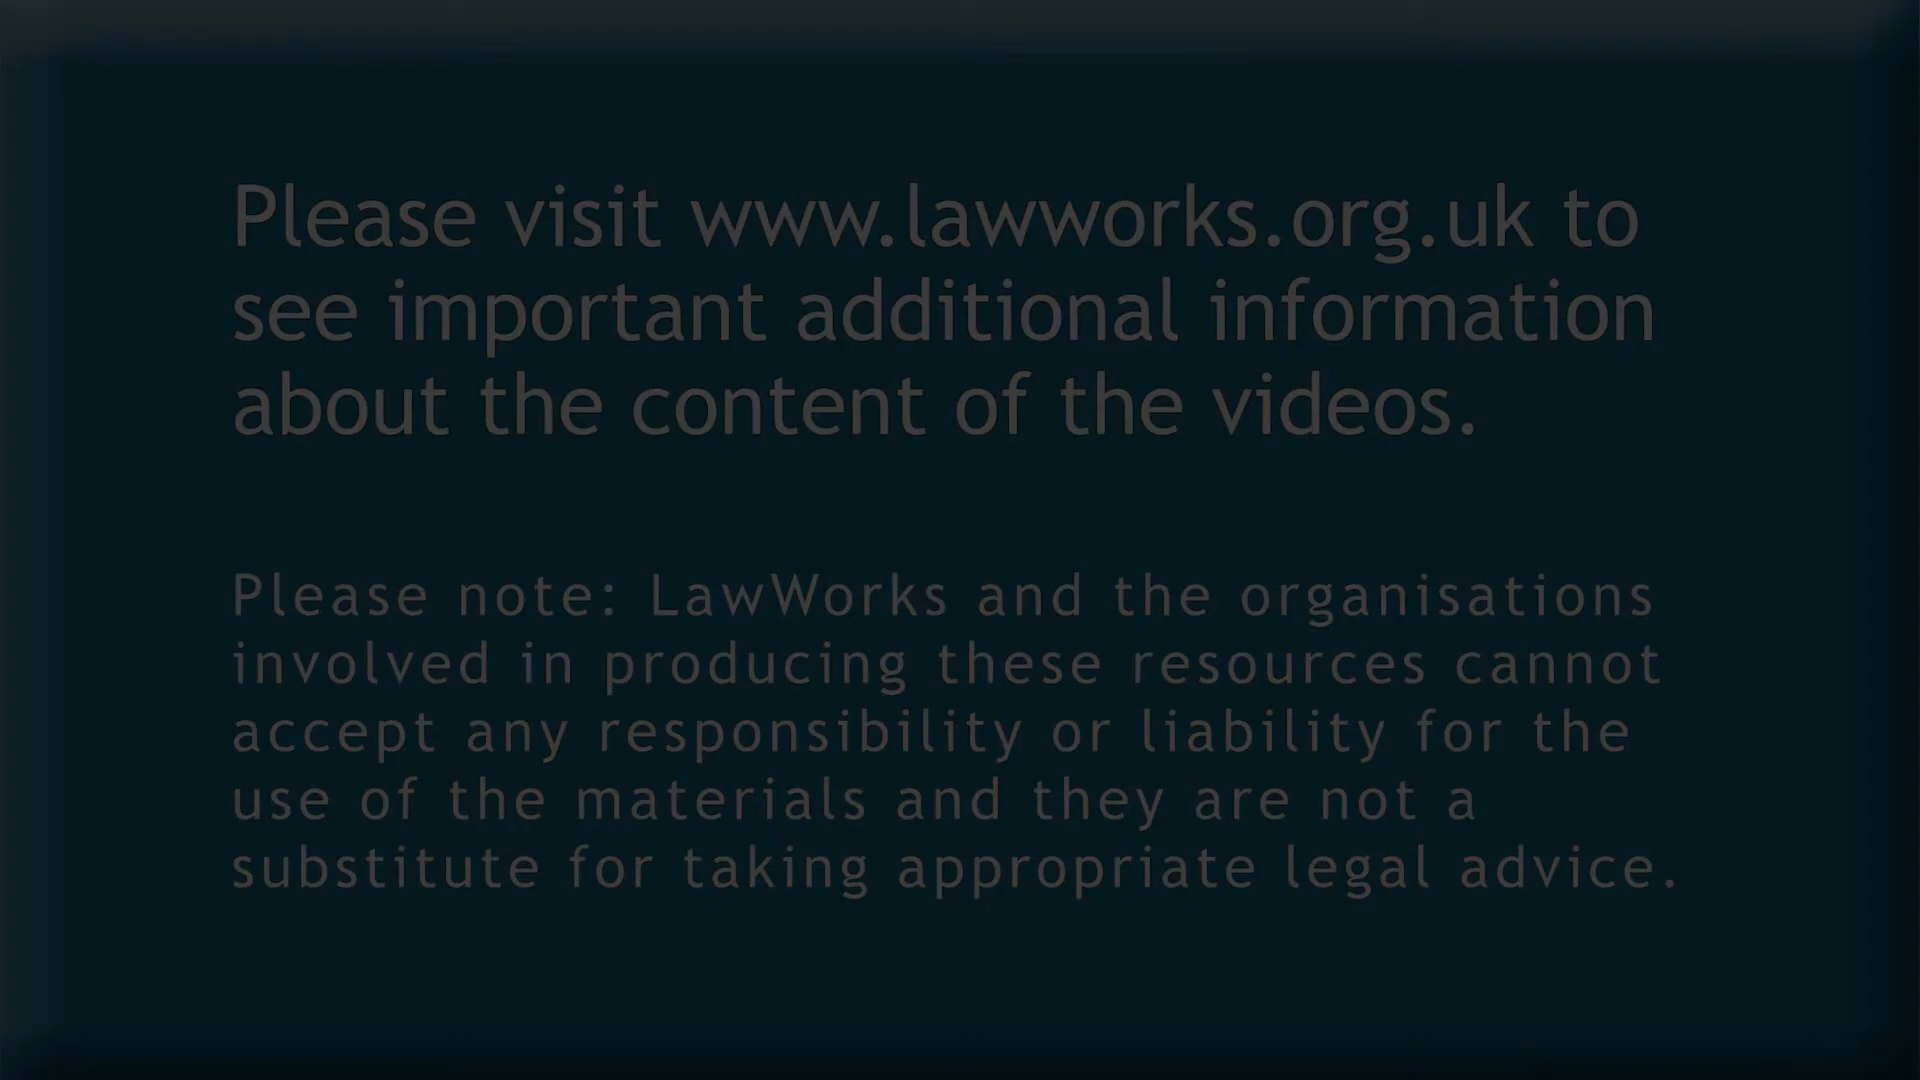 Please visit www.lawworks.org.uk to
see important additional information
about the content of the videos.
Please note: LawWorks and the organisations
involved in producing these resources cannot
accept any responsibility or liability for the
use of the materials and they are not a
substitute for taking appropriate legal advice.